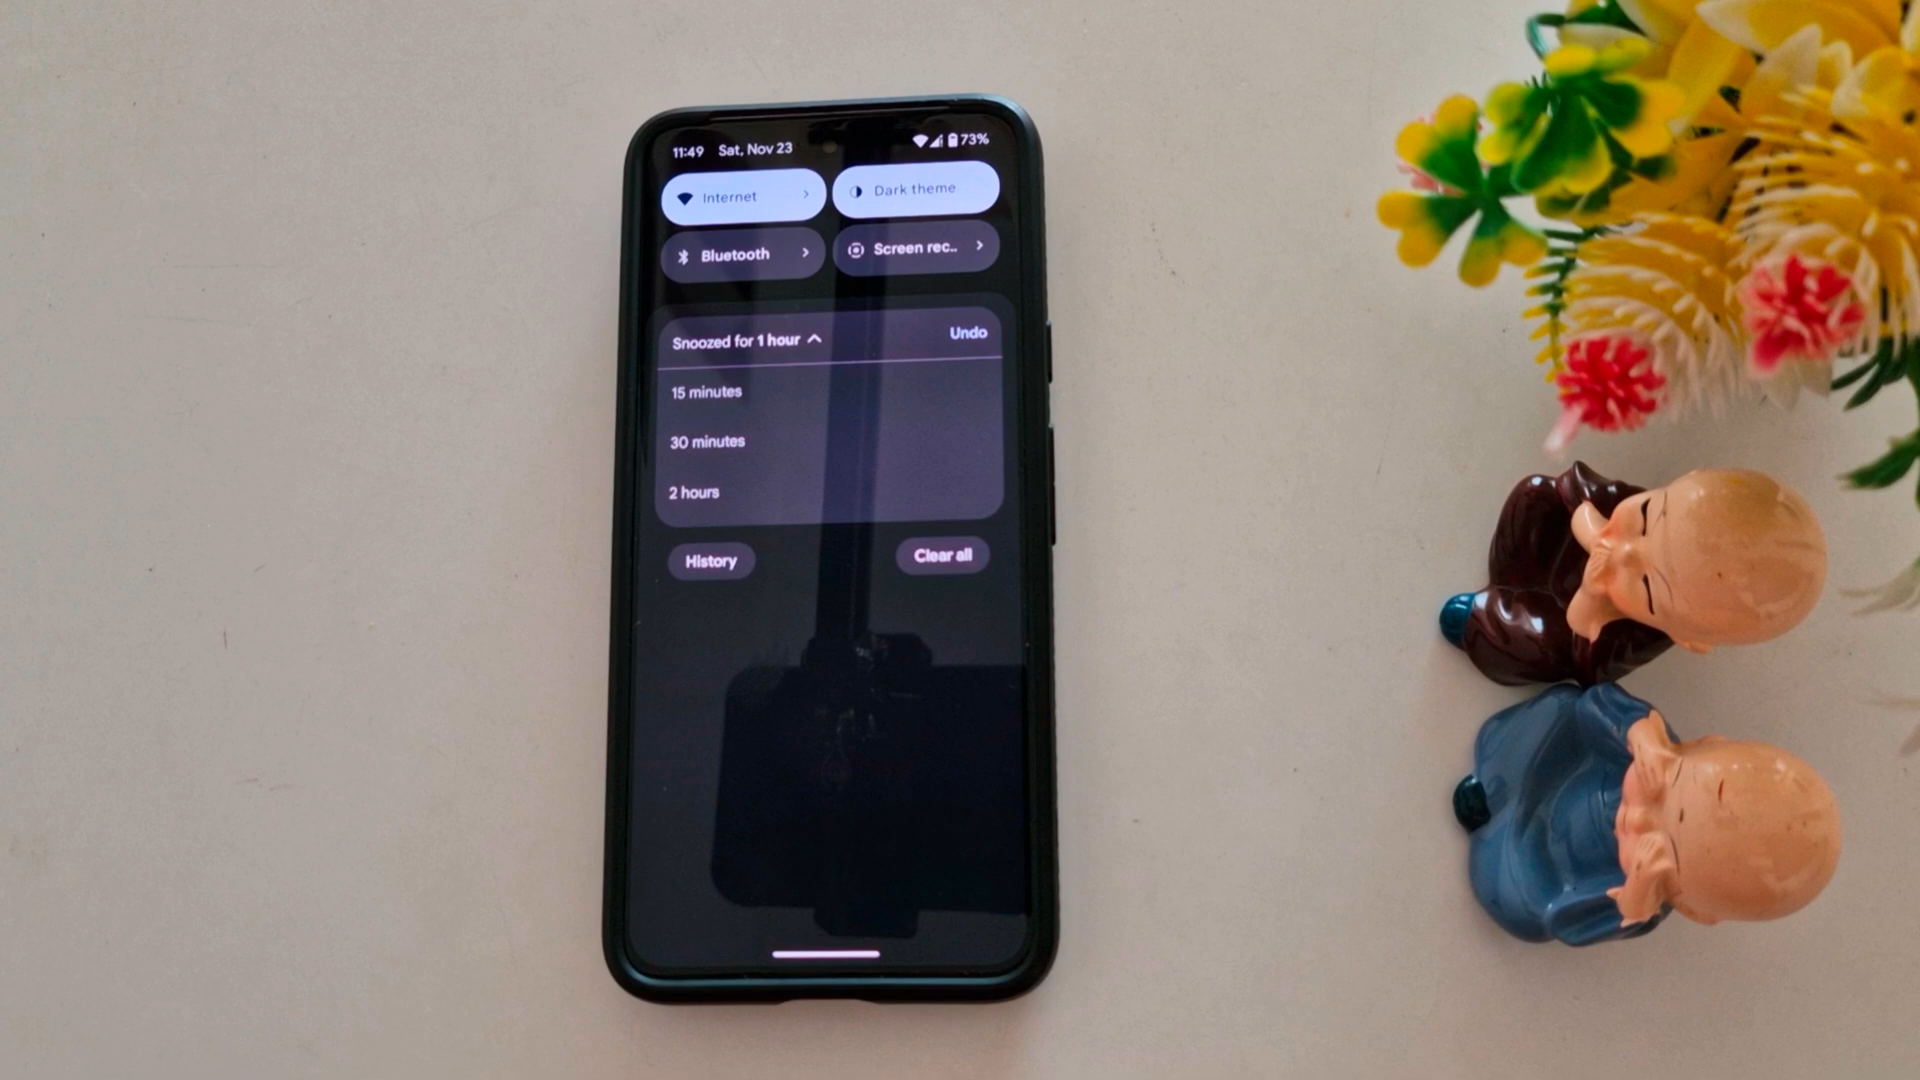 11:49 Sat, Nov 23 73%
Internet Dark theme
Bluetooth Screen rec..
Snoozed for 1 hour Undo
15 minutes
30 minutes
2 hours
History Clear all